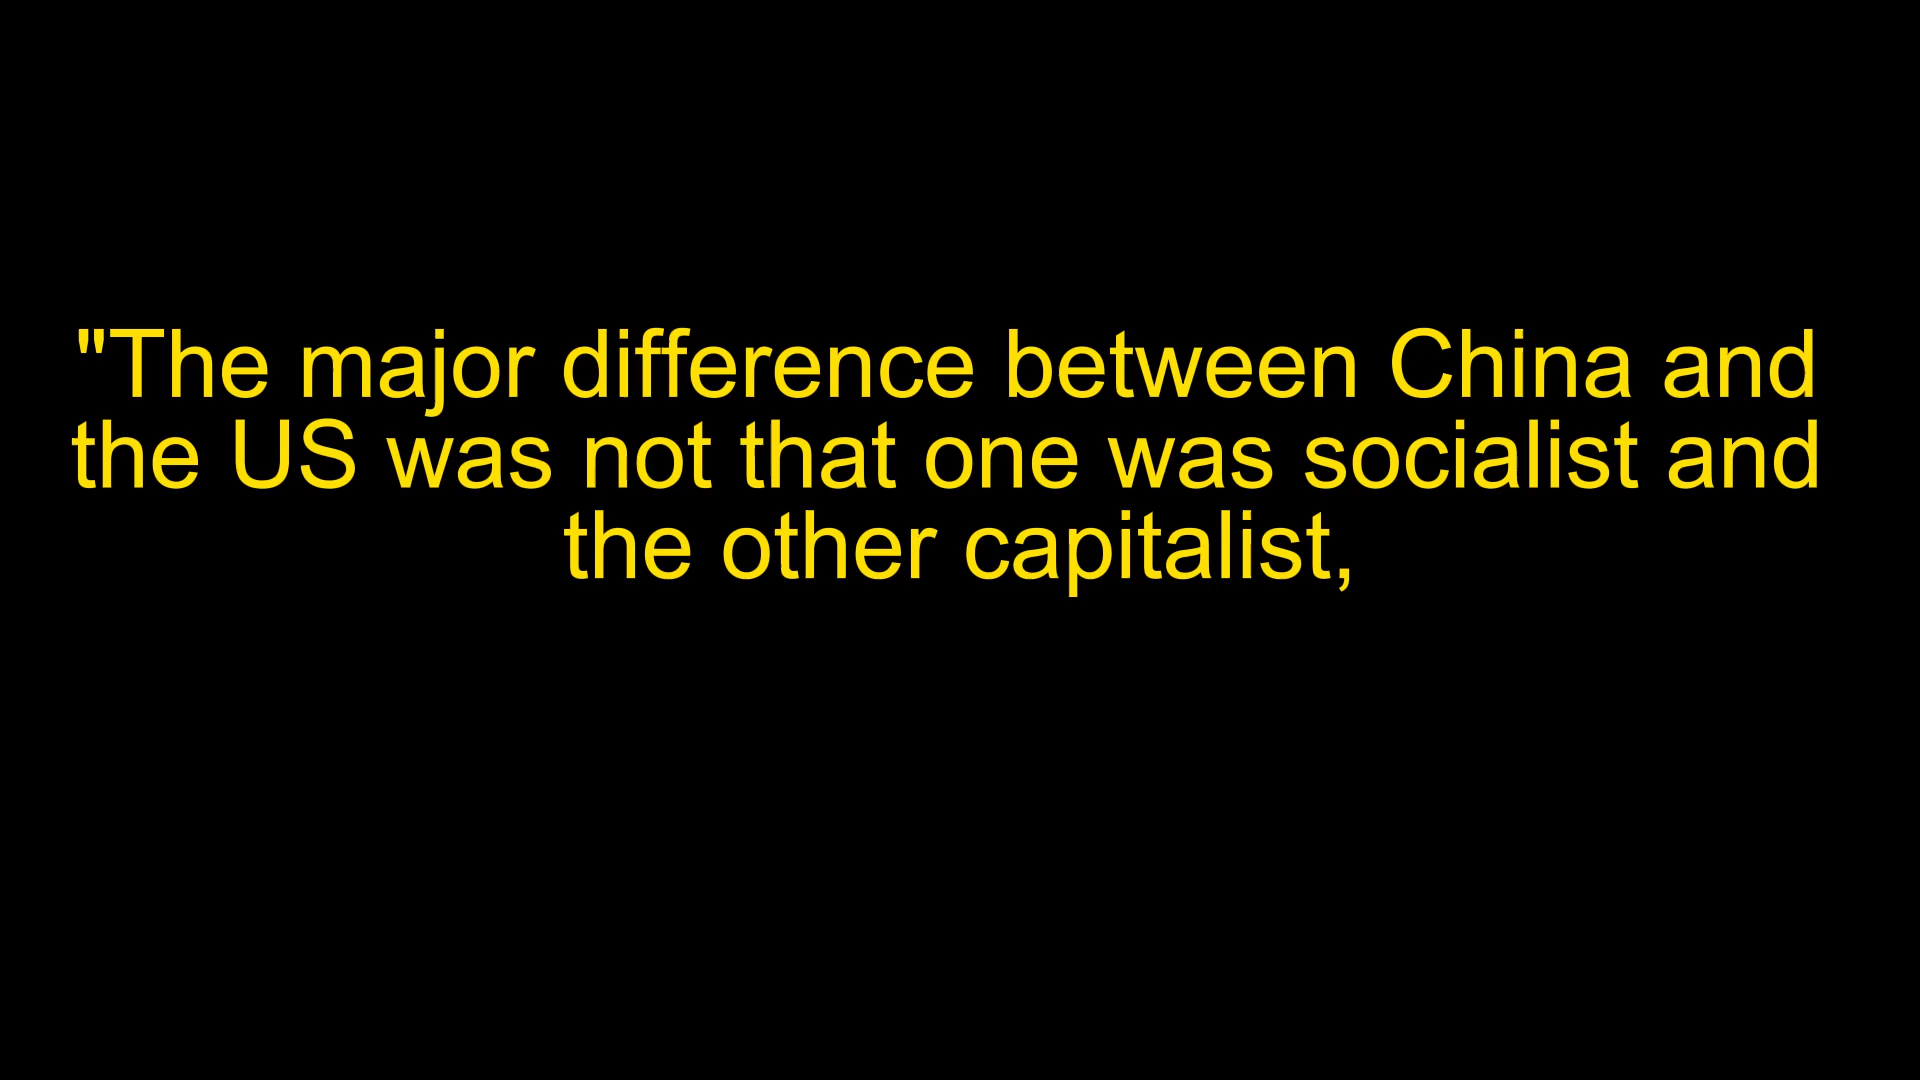 "The major difference between China and
the US was not that one was socialist and
the other capitalist,